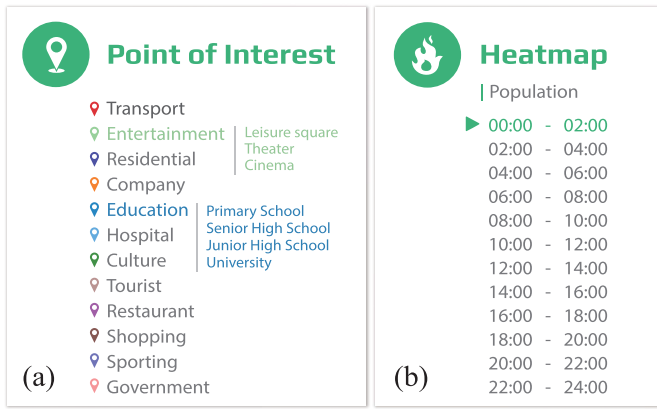 Point of Interest
Transport
Entertainment
Leisure square
Theater
Cinema
Residential
Company
Education
Primary School
Senior High School
Junior High School
University
Hospital
Culture
Tourist
Restaurant
Shopping
Sporting
Government
(a)
Heatmap
Population
00:00 - 02:00
02:00 - 04:00
04:00 - 06:00
06:00 - 08:00
08:00 - 10:00
10:00 - 12:00
12:00 - 14:00
14:00 - 16:00
16:00 - 18:00
18:00 - 20:00
20:00 - 22:00
22:00 - 24:00
(b)